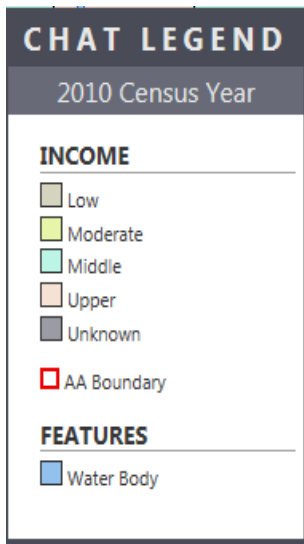 CHAT LEGEND
2010 Census Year
INCOME
Low
Moderate
Middle
Upper
Unknown
AA Boundary
FEATURES
Water Body